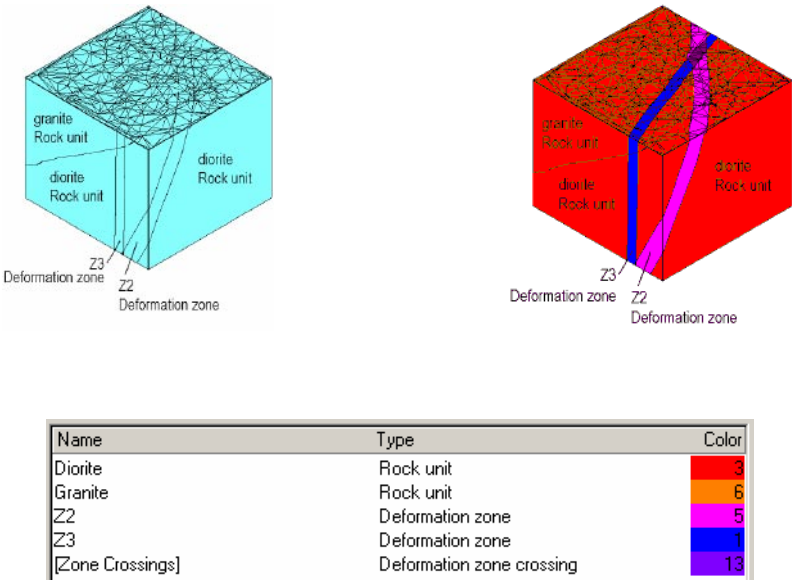 granite
Rock unit
diorite
Rock unit
diorite
Rock unit
Z3
Deformation zone
Z2
Deformation zone
granite
Rock unit
diorite
Rock unit
diorite
Rock unit
Z3
Deformation zone
Z2
Deformation zone
Name Type Color
Diorite Rock unit 3
Granite Rock unit 6
Z2 Deformation zone 5
Z3 Deformation zone 1
[Zone Crossings] Deformation zone crossing 13